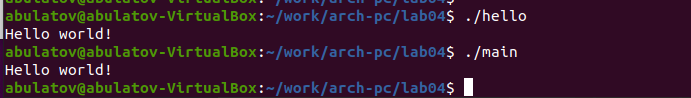 abulatov@abulatov-VirtualBox:~/work/arch-pc/lab04$ ./hello
Hello world!
abulatov@abulatov-VirtualBox:~/work/arch-pc/lab04$ ./main
Hello world!
abulatov@abulatov-VirtualBox:~/work/arch-pc/lab04$